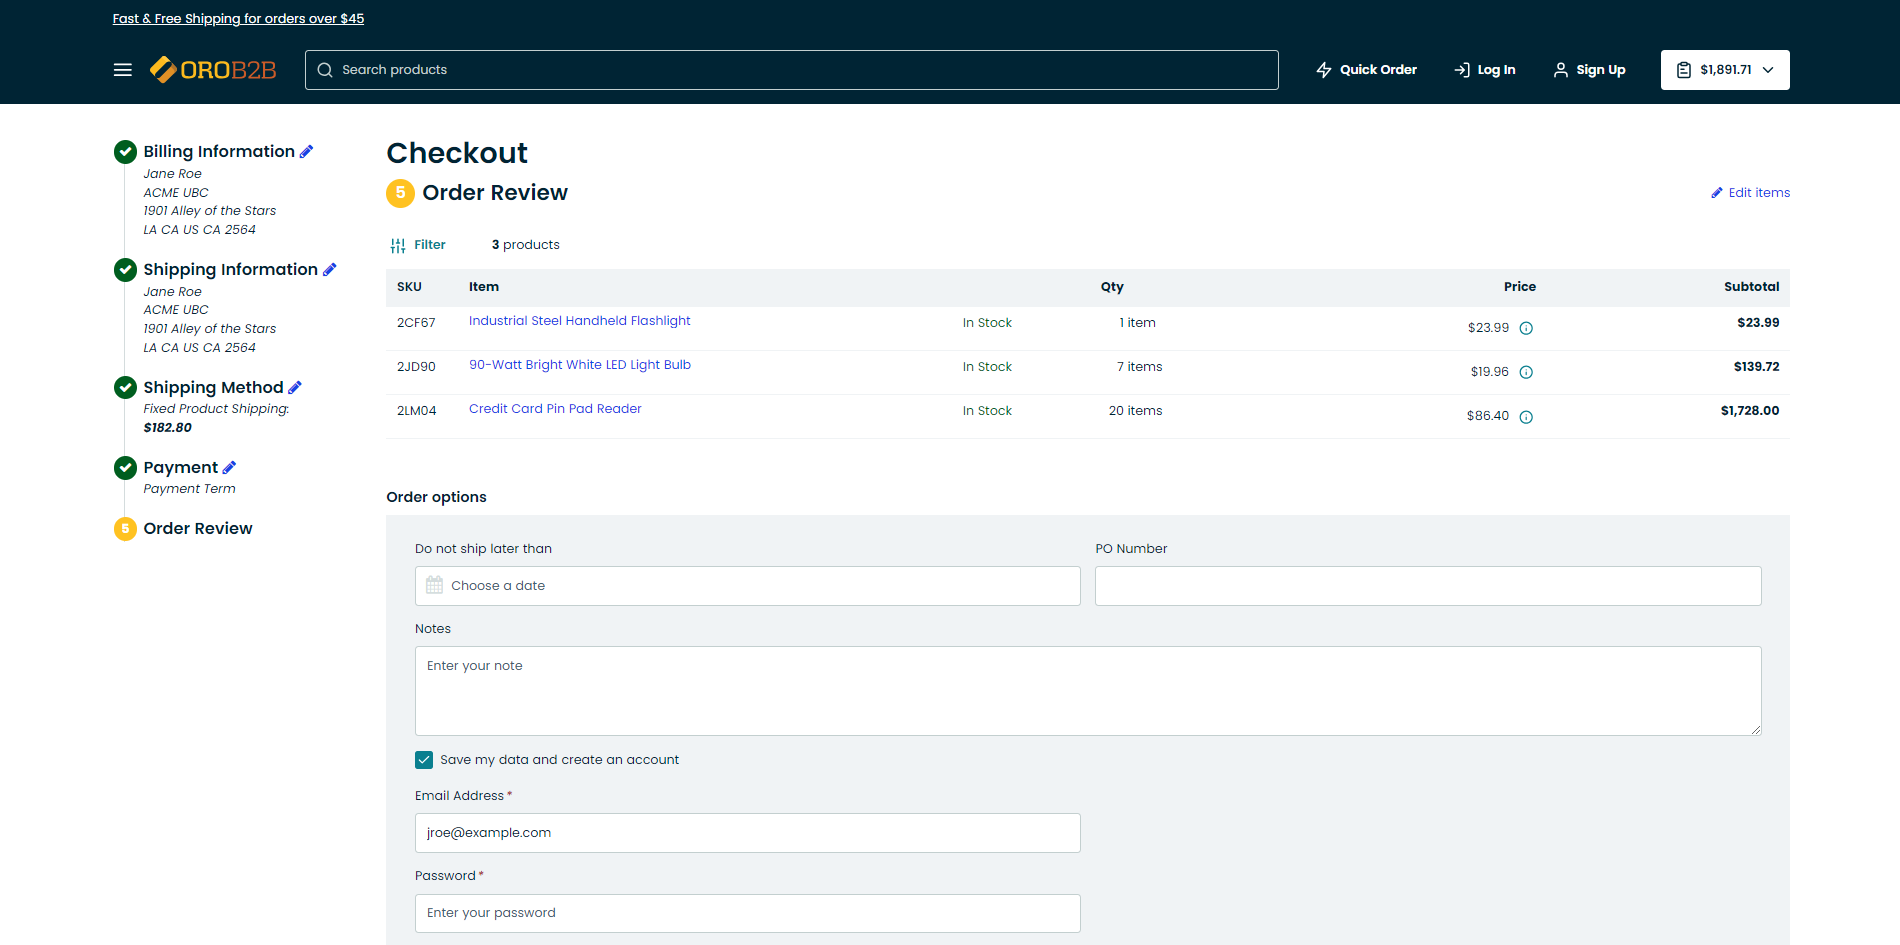 Fast & Free Shipping for orders over $45
OROB2B
Search products
Quick Order
Log In
Sign Up
$1,891.71
Billing Information
Jane Roe
ACME UBC
1901 Alley of the Stars
LA CA US CA 2564
Shipping Information
Jane Roe
ACME UBC
1901 Alley of the Stars
LA CA US CA 2564
Shipping Method
Fixed Product Shipping:
$182.80
Payment
Payment Term
5 Order Review
Checkout
5 Order Review
Edit items
Filter 3 products
SKU Item Qty Price Subtotal
2CF67 Industrial Steel Handheld Flashlight In Stock 1 item $23.99 $23.99
2JD90 90-Watt Bright White LED Light Bulb In Stock 7 items $19.96 $139.72
2LM04 Credit Card Pin Pad Reader In Stock 20 items $86.40 $1,728.00
Order options
Do not ship later than PO Number
Choose a date
Notes
Enter your note
Save my data and create an account
Email Address *
jroe@example.com
Password *
Enter your password